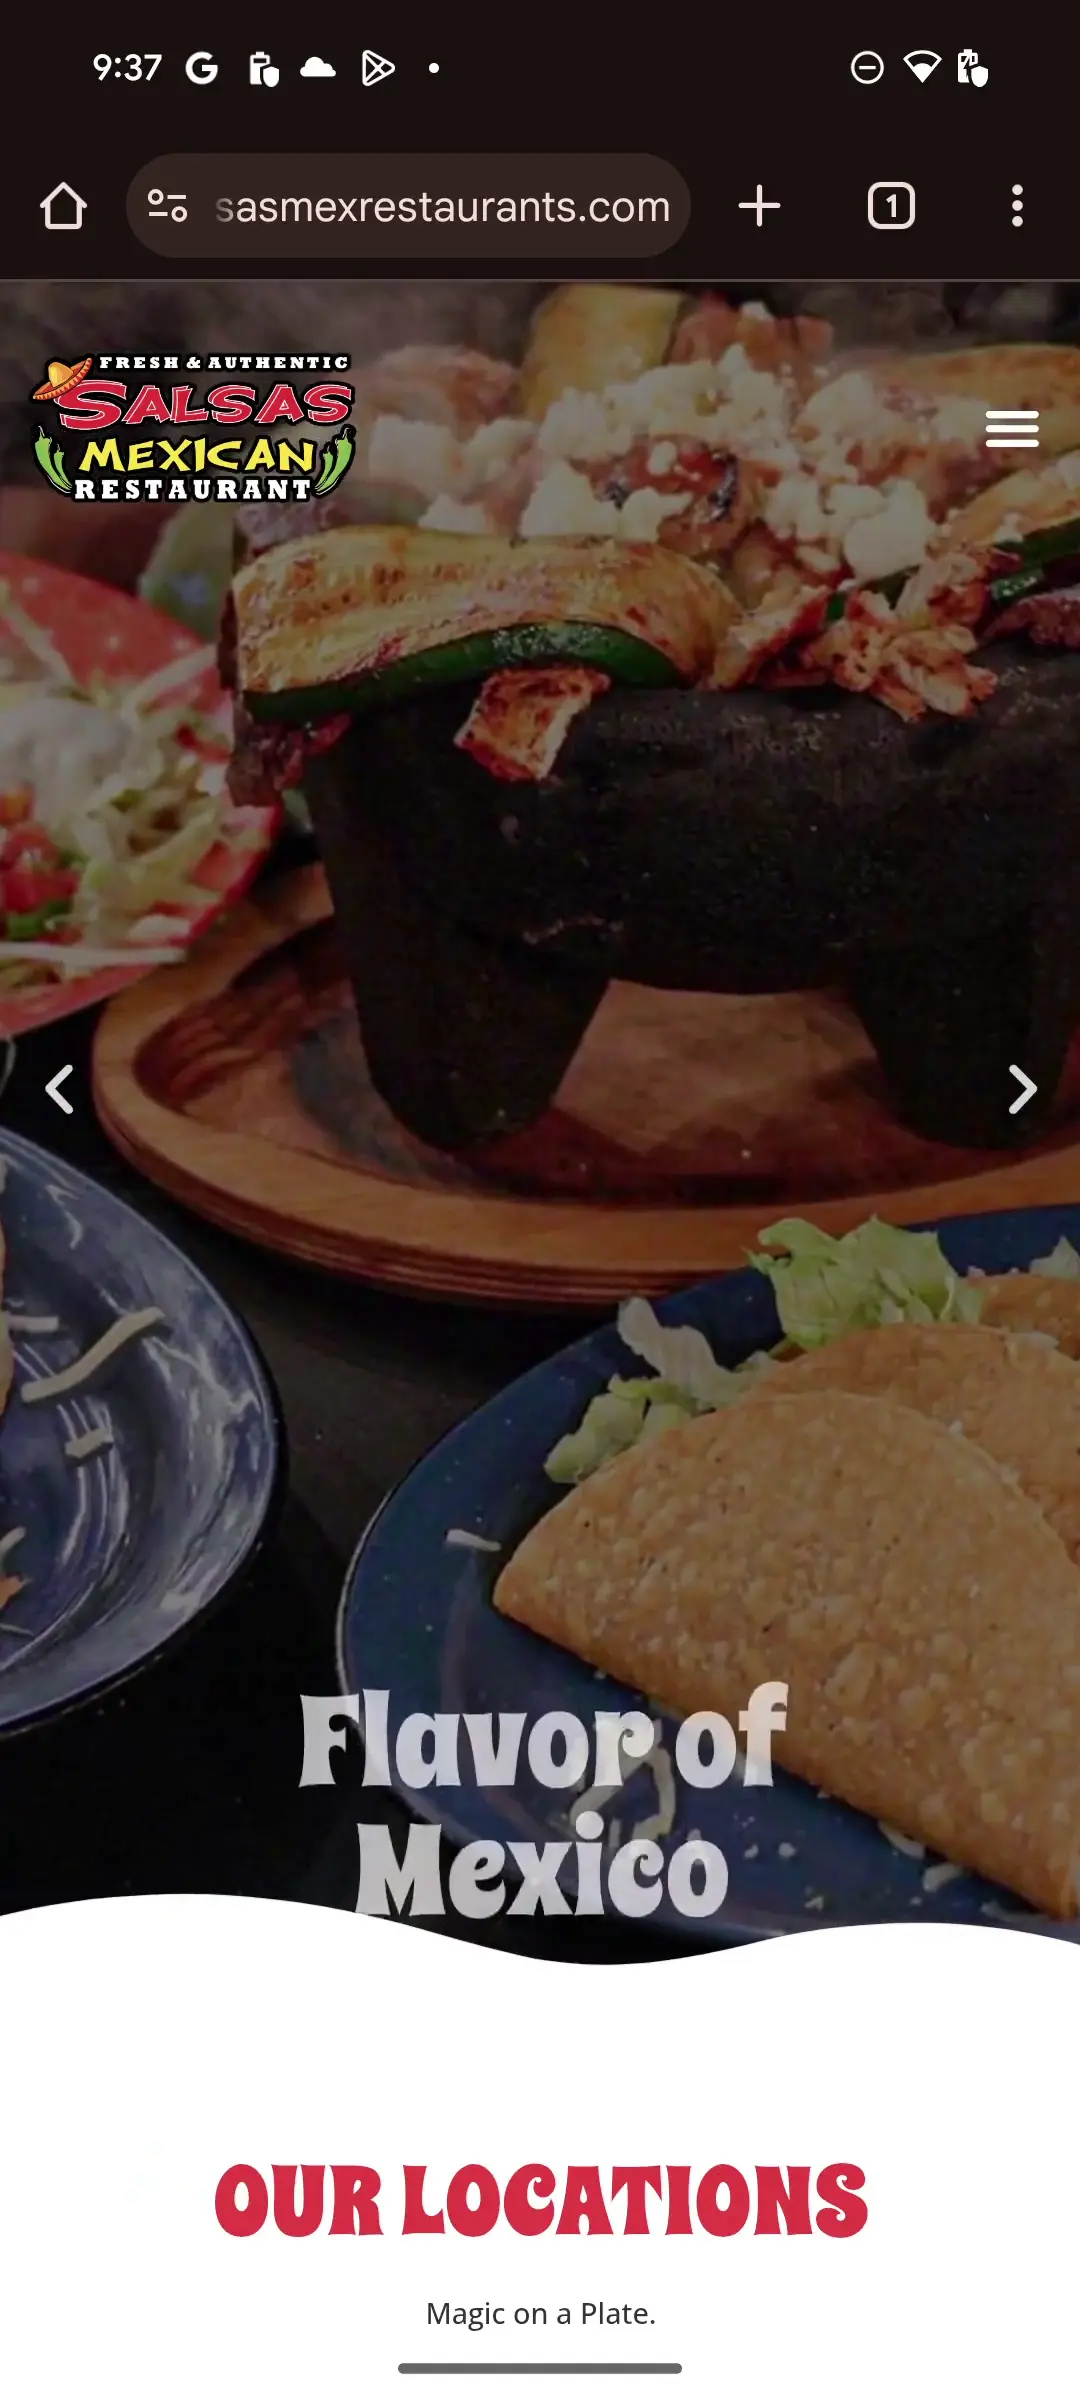 9:37
sasmexrestaurants.com
1
FRESH & AUTHENTIC
SALSAS
MEXICAN
RESTAURANT
Flavor of
Mexico
OUR LOCATIONS
Magic on a Plate.